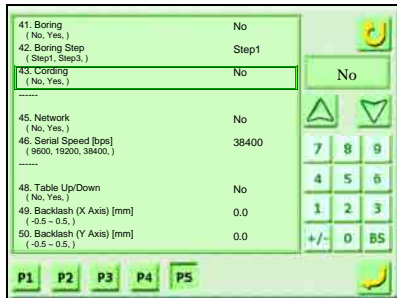 41. Boring No
( No, Yes, )
42. Boring Step Step1
( Step1, Step3, )
43. Cording No
( No, Yes, )
------
45. Network No
( No, Yes, )
46. Serial Speed [bps] 38400
( 9600, 19200, 38400, )
------
48. Table Up/Down No
( No, Yes, )
49. Backlash (X Axis) [mm] 0.0
( -0.5 ~ 0.5, )
50. Backlash (Y Axis) [mm] 0.0
( -0.5 ~ 0.5, )
No
7 8 9
4 5 6
1 2 3
+/- 0 BS
P1 P2 P3 P4 P5